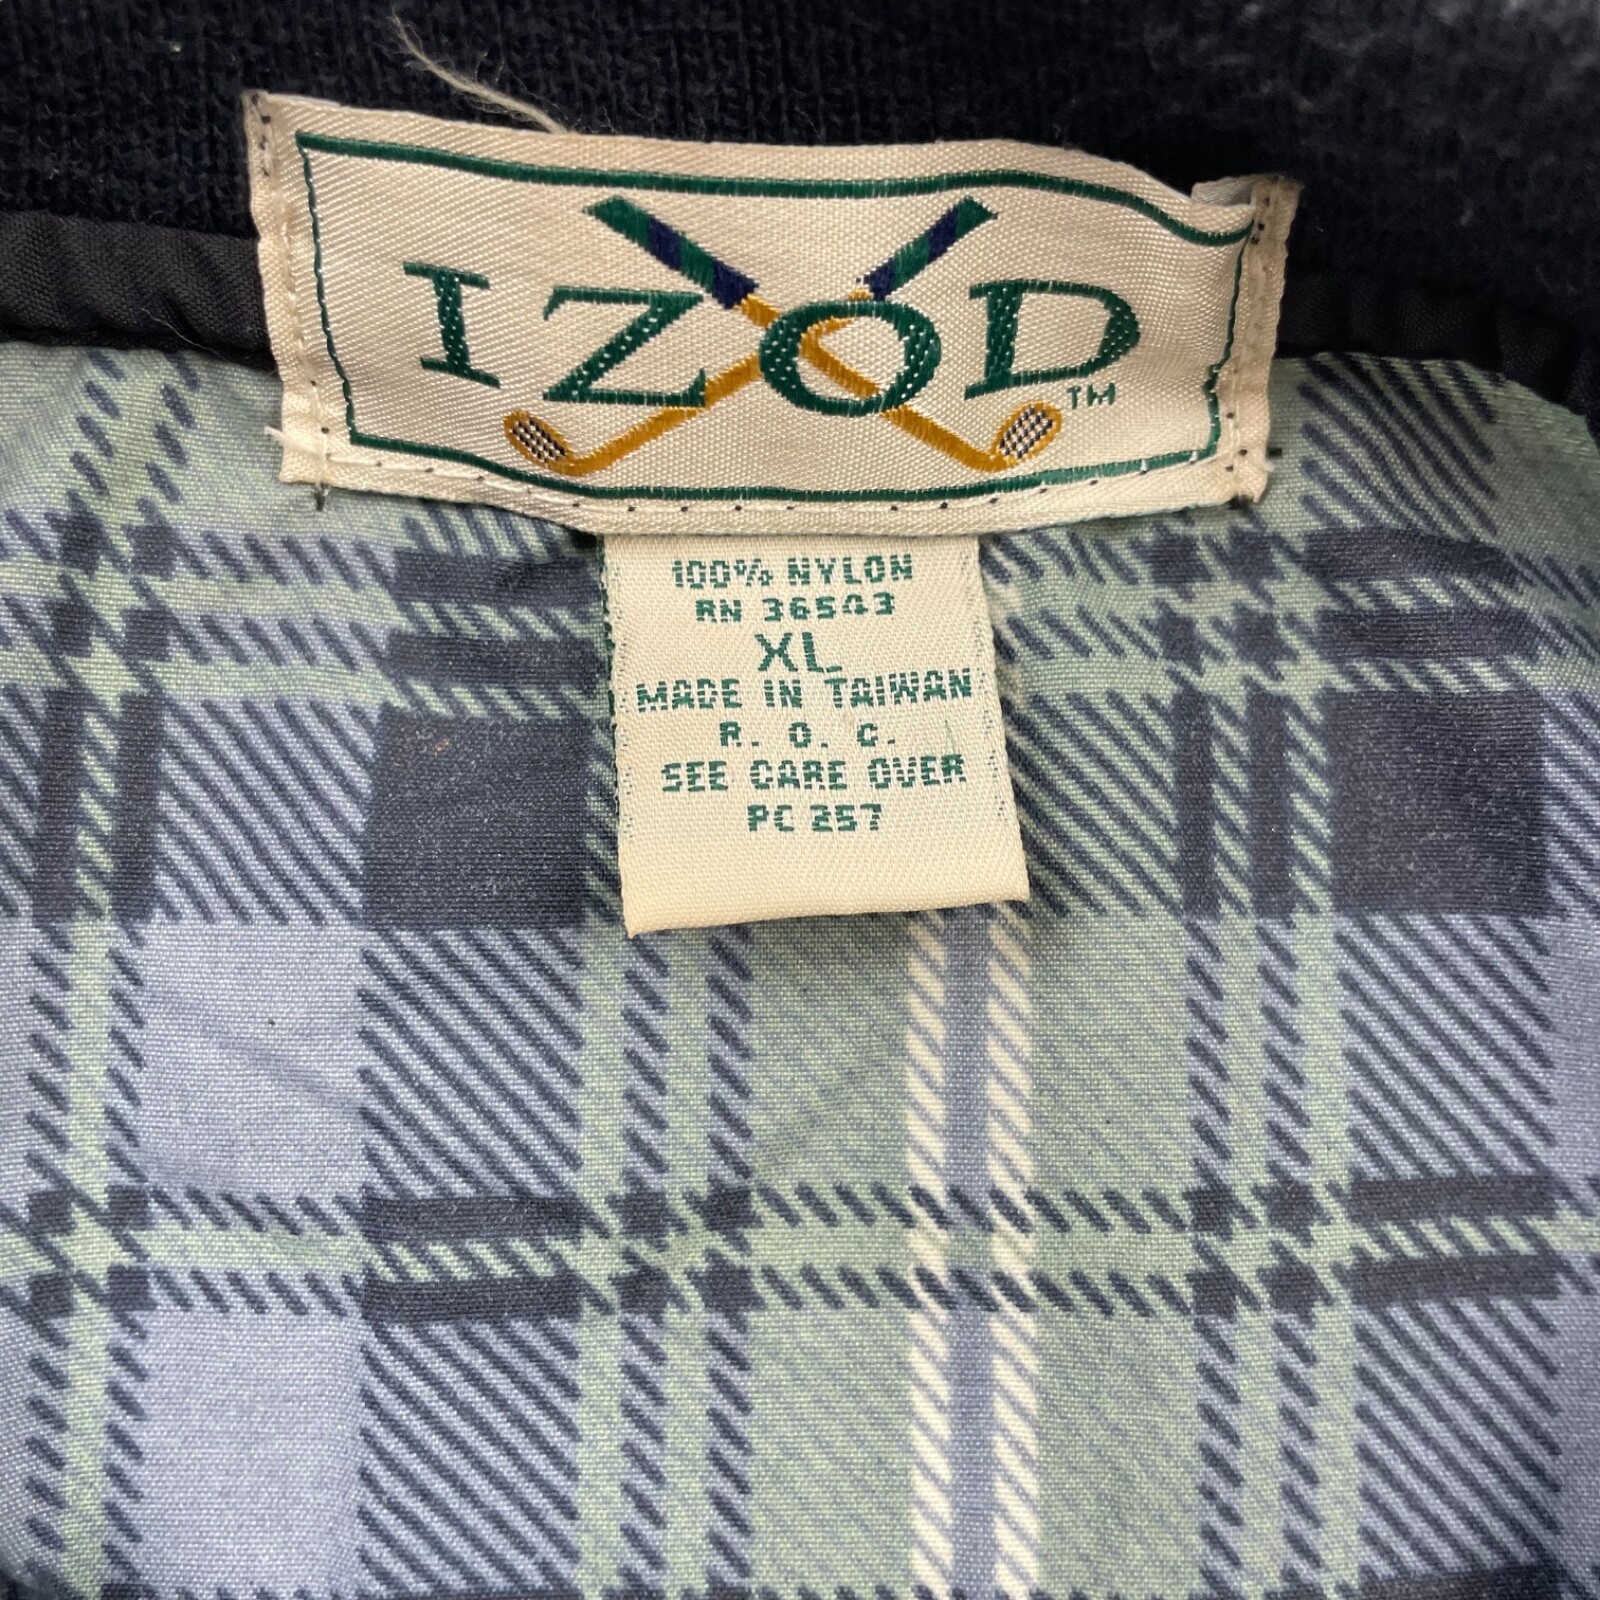 IZOD™
100% NYLON
RN 36543
XL
MADE IN TAIWAN
R. O. C.
SEE CARE OVER
PC 257